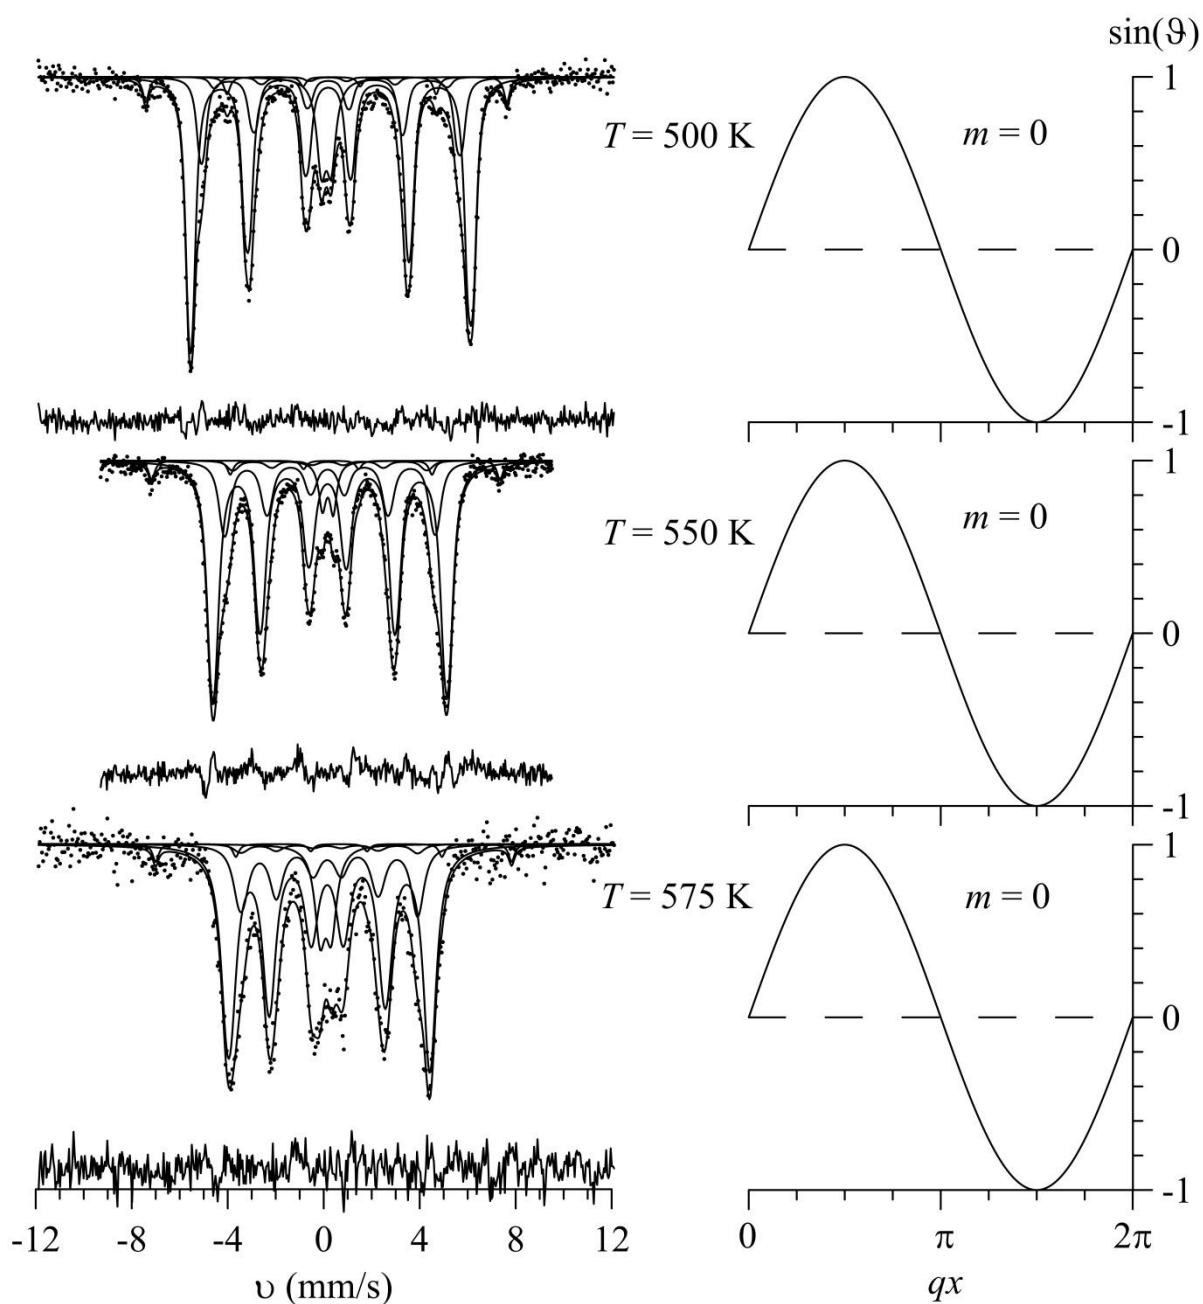 sin(ϑ)
T = 500 K
m = 0
1
0
-1
T = 550 K
m = 0
1
0
-1
T = 575 K
m = 0
1
0
-1
-12 -8 -4 0 4 8 12
υ (mm/s)
0 π 2π
qx